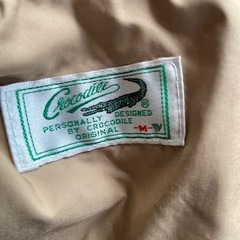 Crocodile
®
PERSONALLY DESIGNED
BY CROCODILE
ORIGINAL -M-